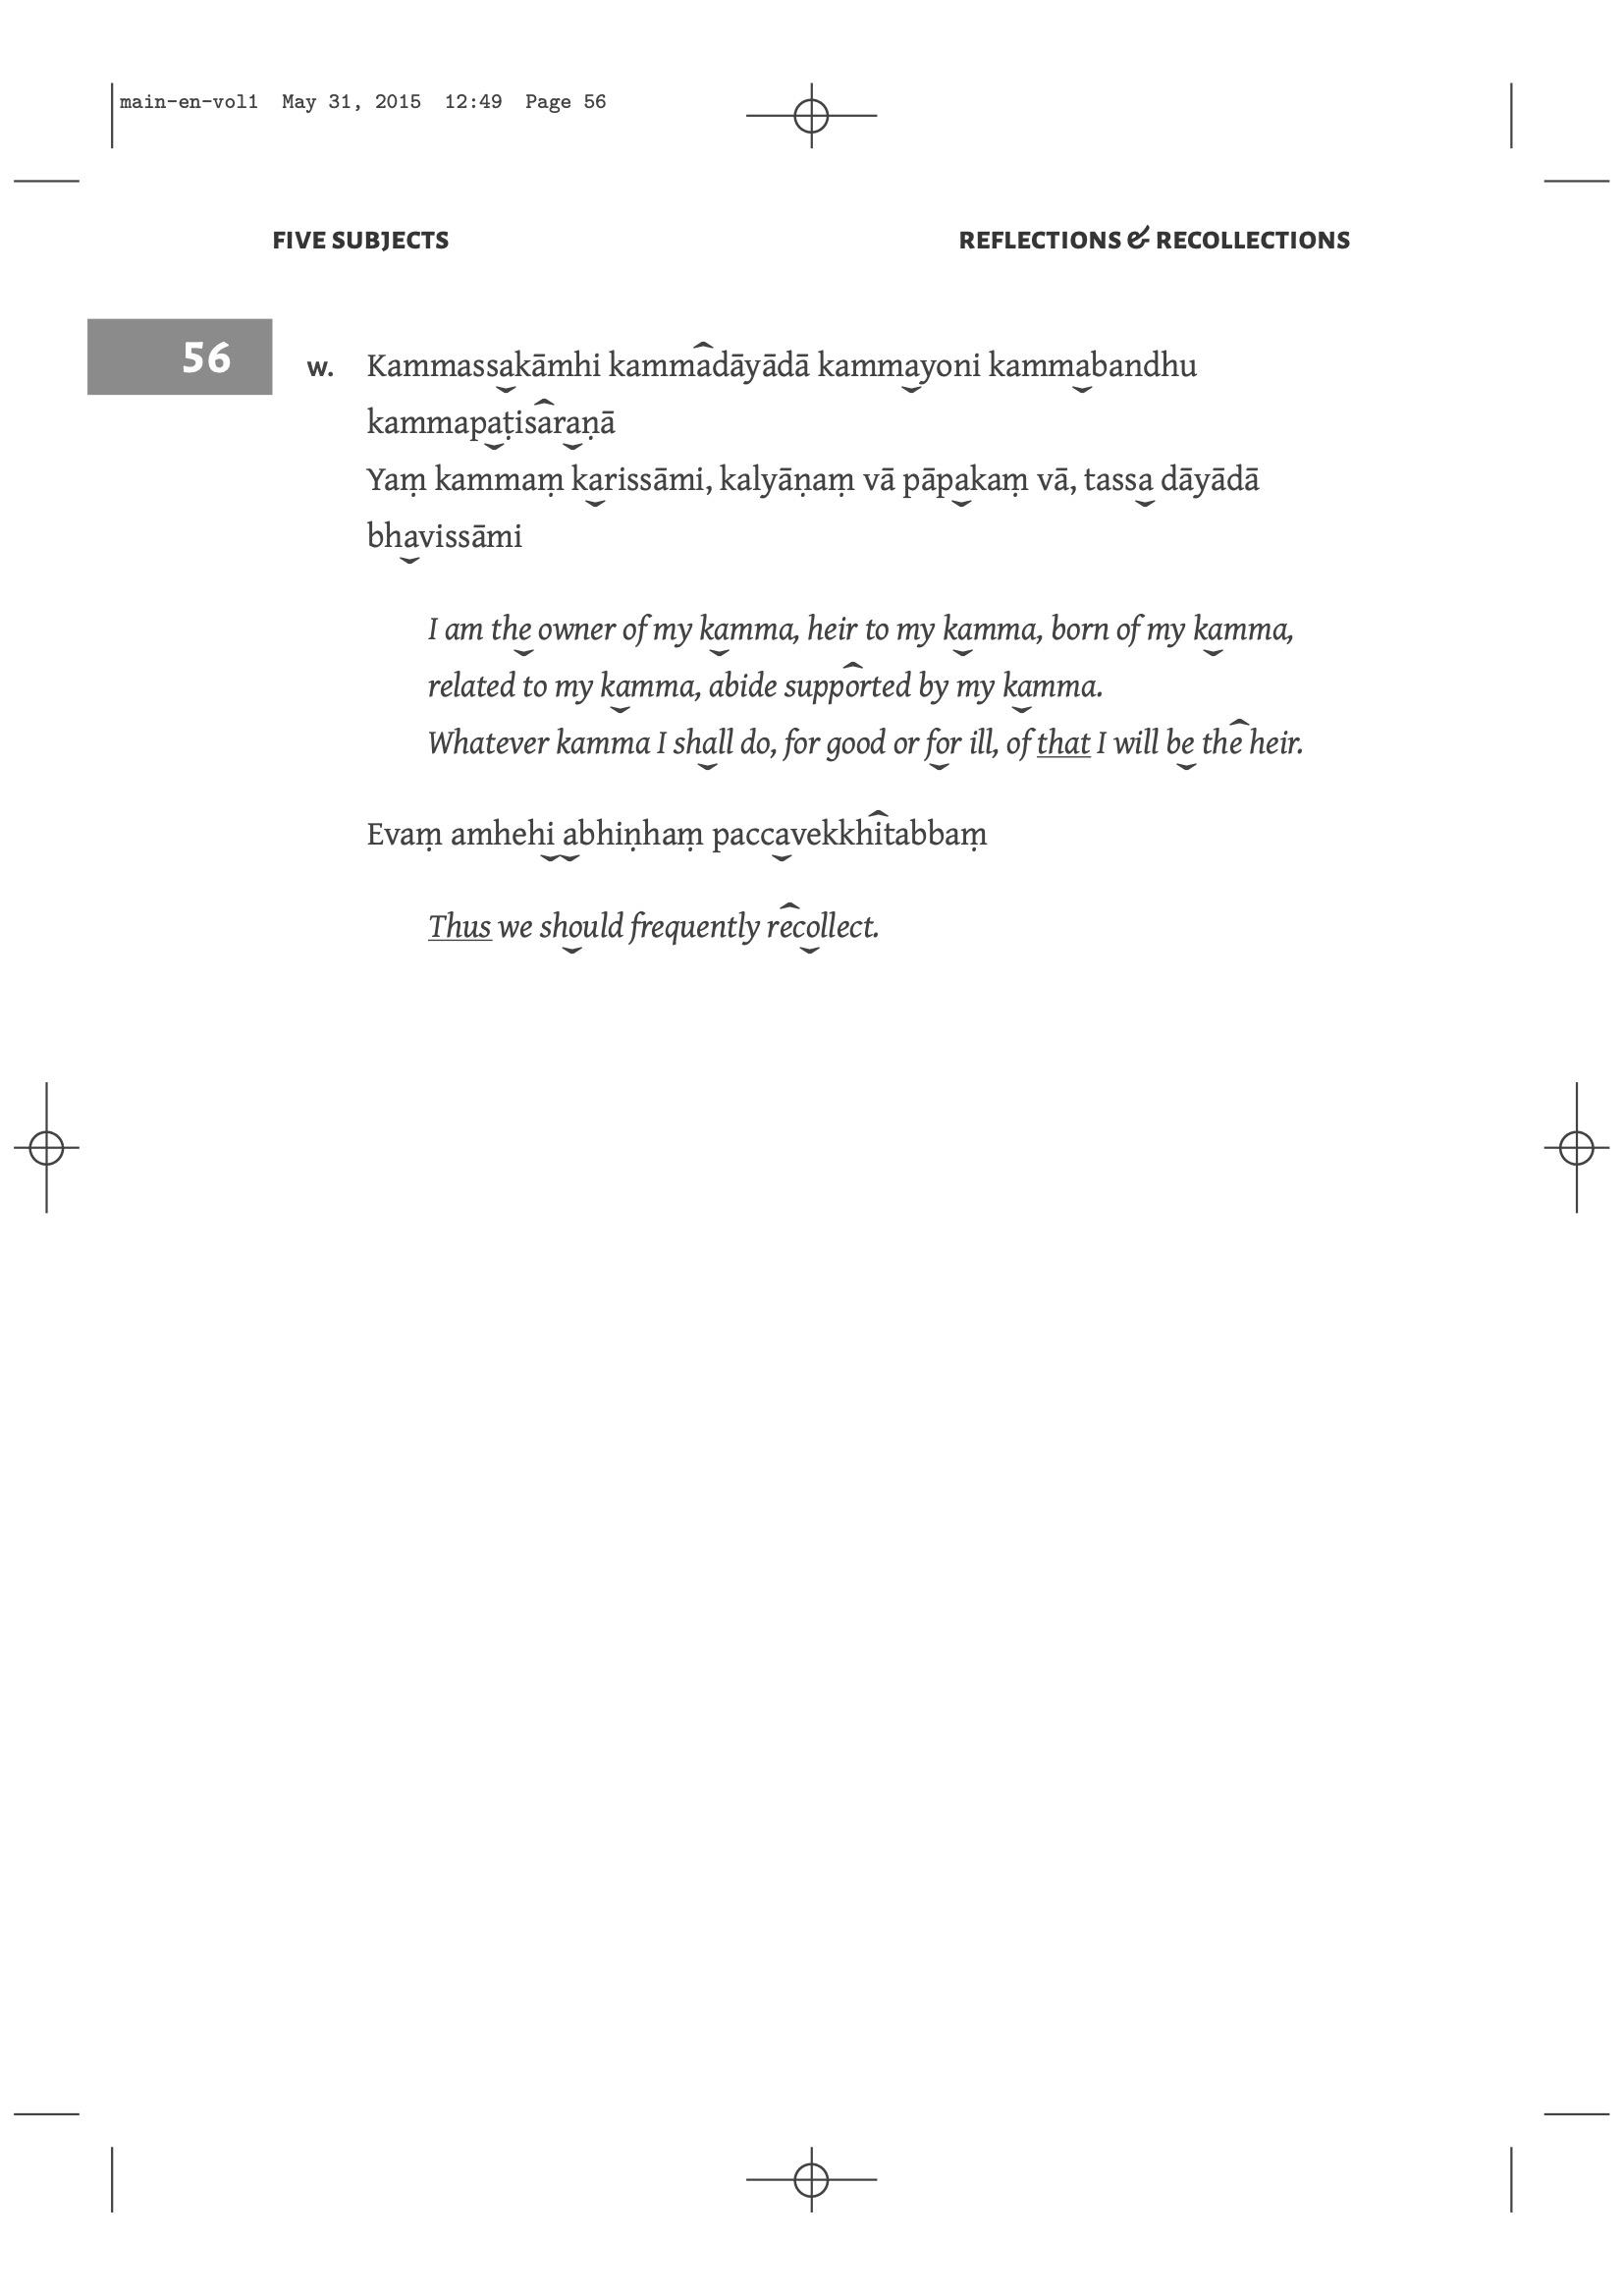 main-en-vol1 May 31, 2015 12:49 Page 56
FIVE SUBJECTS
REFLECTIONS & RECOLLECTIONS
56
w. Kammassakāmhi kammadāyādā kammayoni kammabandhu
kammapaṭisaraṇā
Yaṃ kammaṃ karissāmi, kalyāṇaṃ vā pāpakaṃ vā, tassa dāyādā
bhavissāmi
I am the owner of my kamma, heir to my kamma, born of my kamma,
related to my kamma, abide supported by my kamma.
Whatever kamma I shall do, for good or for ill, of that I will be the heir.
Evaṃ amhehi abhiṇhaṃ paccavekkhitabbaṃ
Thus we should frequently recollect.